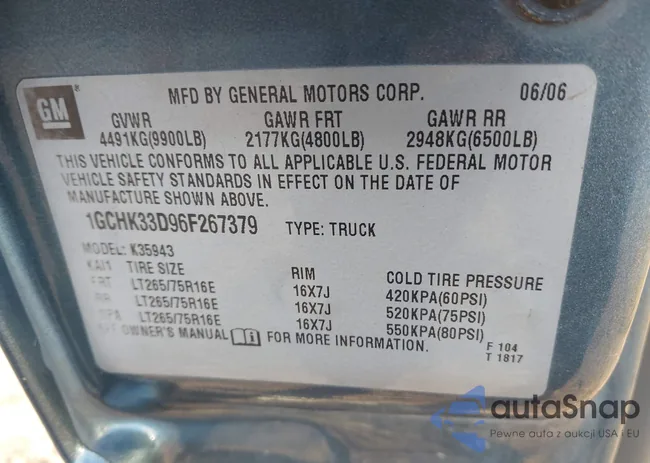 GM
®
MFD BY GENERAL MOTORS CORP. 06/06
GVWR GAWR FRT GAWR RR
4491KG(9900LB) 2177KG(4800LB) 2948KG(6500LB)
THIS VEHICLE CONFORMS TO ALL APPLICABLE U.S. FEDERAL MOTOR
VEHICLE SAFETY STANDARDS IN EFFECT ON THE DATE OF
MANUFACTURE SHOWN ABOVE.
1GCHK33D96F267379 TYPE: TRUCK
MODEL: K35943
KAI1 TIRE SIZE RIM COLD TIRE PRESSURE
FRT LT265/75R16E 16X7J 420KPA(60PSI)
RR LT265/75R16E 16X7J 520KPA(75PSI)
LT265/75R16E 16X7J 550KPA(80PSI)
OWNER'S MANUAL FOR MORE INFORMATION. F 104
T 1817
autaSnap
Pewne auta z aukcji USA i EU